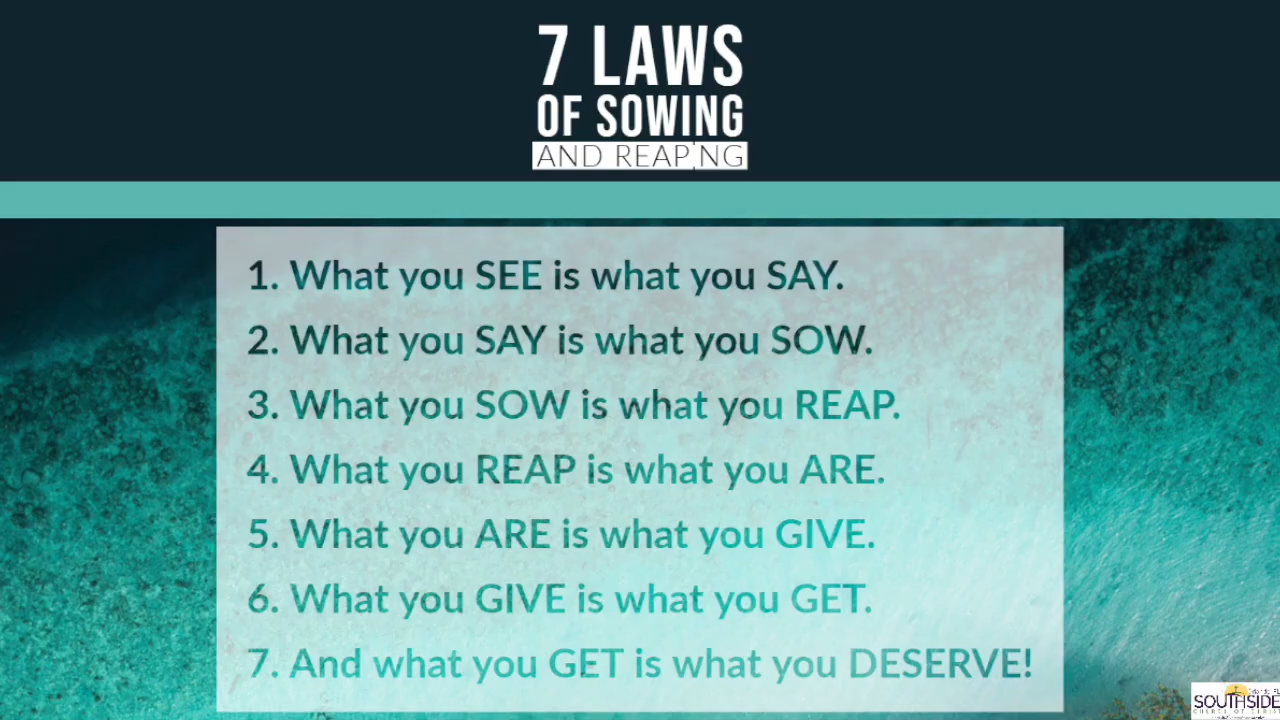 7 LAWS
OF SOWING
AND REAPING
1. What you SEE is what you SAY.
2. What you SAY is what you SOW.
3. What you SOW is what you REAP.
4. What you REAP is what you ARE.
5. What you ARE is what you GIVE.
6. What you GIVE is what you GET.
7. And what you GET is what you DESERVE!
SOUTHSIDE
CHURCH OF CHRIST